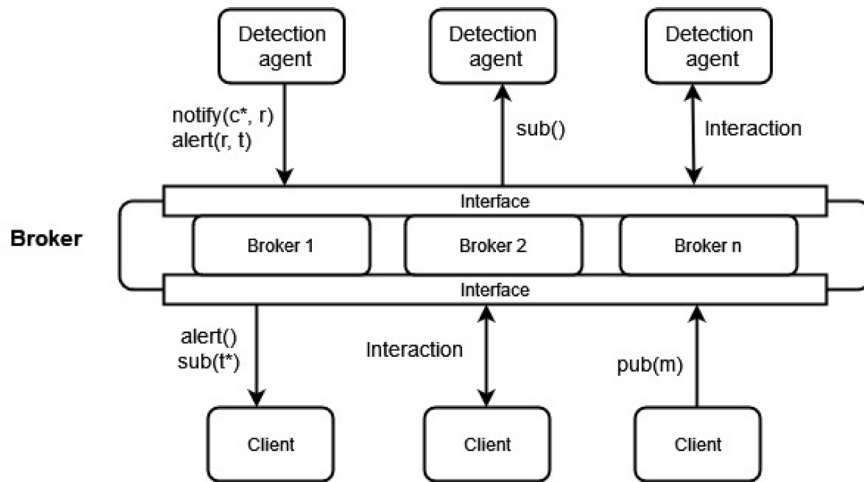 Detection
agent
Detection
agent
Detection
agent
notify(c*, r)
alert(r, t)
sub()
Interaction
Interface
Broker
Broker 1
Broker 2
Broker n
Interface
alert()
sub(t*)
Interaction
pub(m)
Client
Client
Client